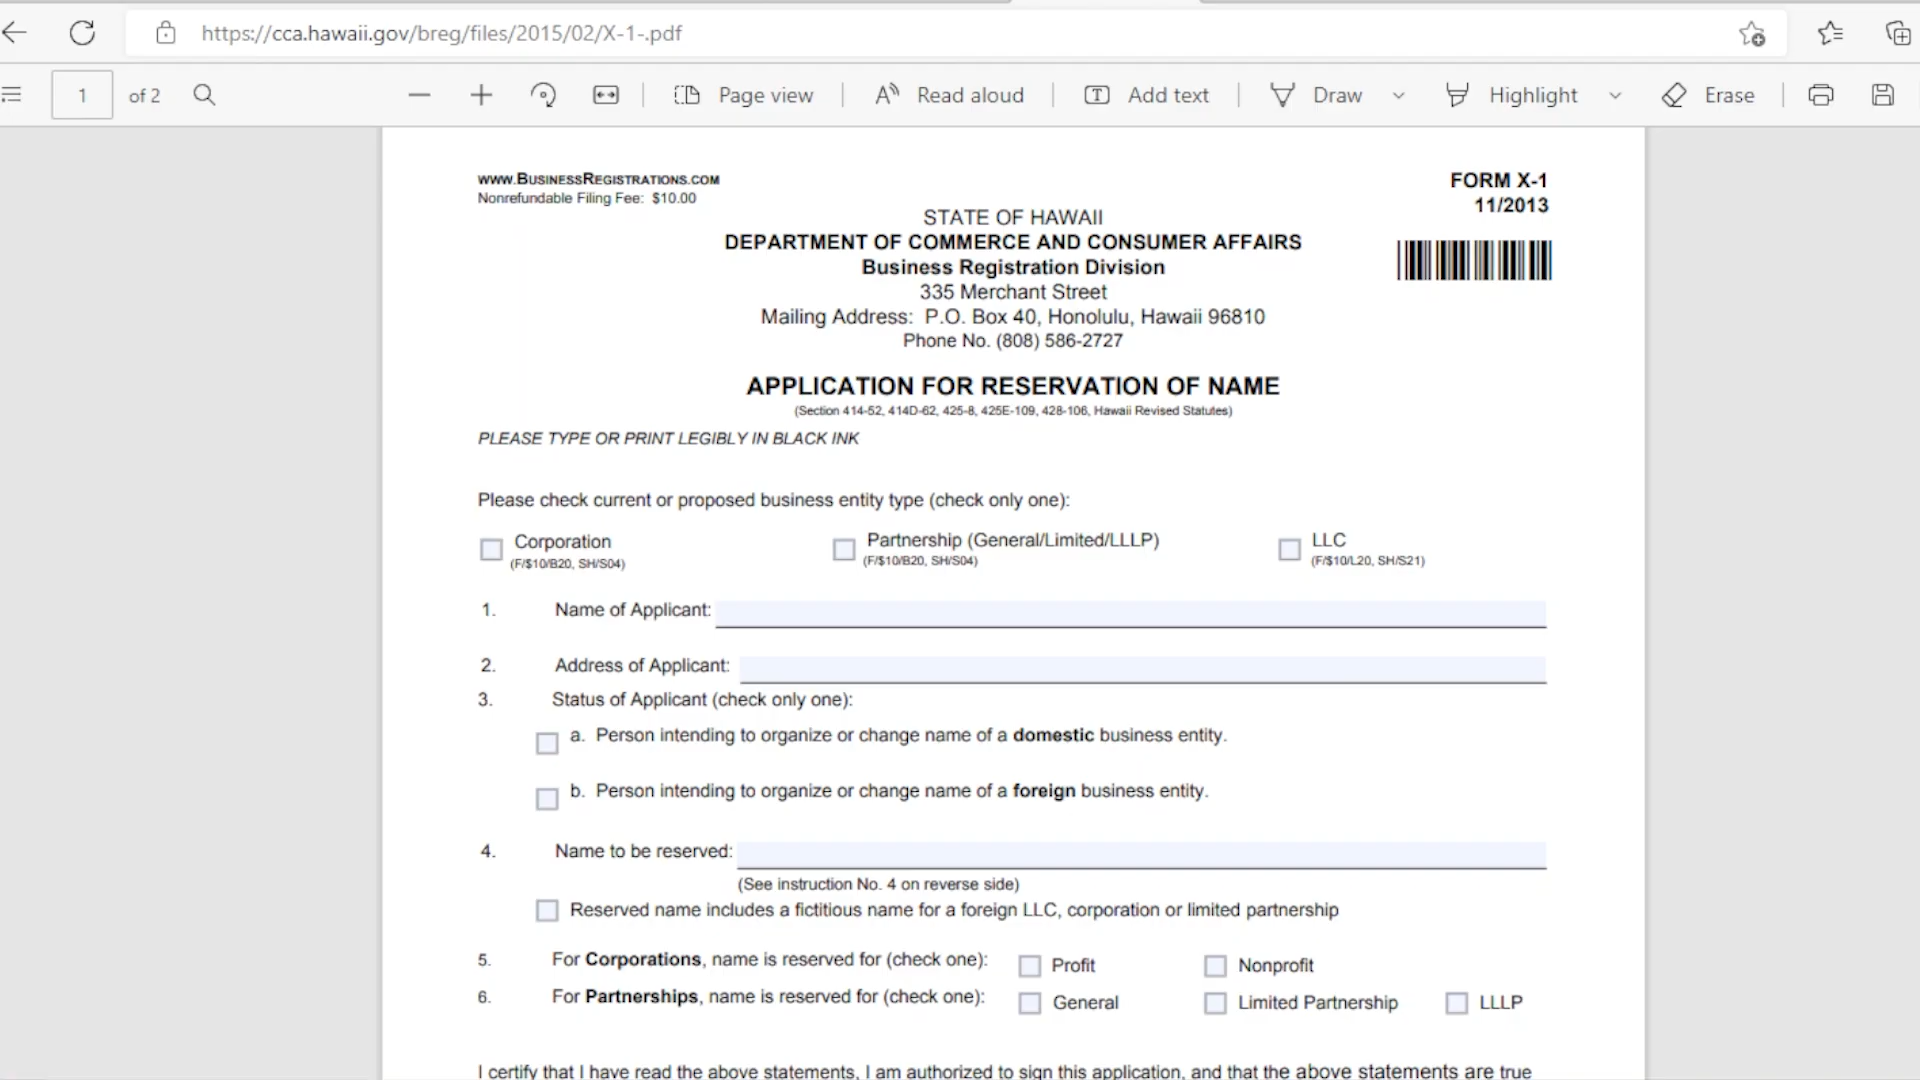 https://cca.hawaii.gov/breg/files/2015/02/X-1-.pdf
1 of 2 Page view Read aloud Add text Draw Highlight Erase
WWW.BUSINESSREGISTRATIONS.COM
Nonrefundable Filing Fee: $10.00
FORM X-1
11/2013
STATE OF HAWAII
DEPARTMENT OF COMMERCE AND CONSUMER AFFAIRS
Business Registration Division
335 Merchant Street
Mailing Address: P.O. Box 40, Honolulu, Hawaii 96810
Phone No. (808) 586-2727
APPLICATION FOR RESERVATION OF NAME
(Section 414-52, 414D-62, 425-8, 425E-109, 428-106, Hawaii Revised Statutes)
PLEASE TYPE OR PRINT LEGIBLY IN BLACK INK
Please check current or proposed business entity type (check only one):
Corporation Partnership (General/Limited/LLLP) LLC
(F/$10/B20, SH/S04) (F/$10/B20, SH/S04) (F/$10/L20, SH/S21)
1. Name of Applicant:
2. Address of Applicant:
3. Status of Applicant (check only one):
a. Person intending to organize or change name of a domestic business entity.
b. Person intending to organize or change name of a foreign business entity.
4. Name to be reserved:
(See instruction No. 4 on reverse side)
Reserved name includes a fictitious name for a foreign LLC, corporation or limited partnership
5. For Corporations, name is reserved for (check one): Profit Nonprofit
6. For Partnerships, name is reserved for (check one): General Limited Partnership LLLP
I certify that I have read the above statements, I am authorized to sign this application, and that the above statements are true